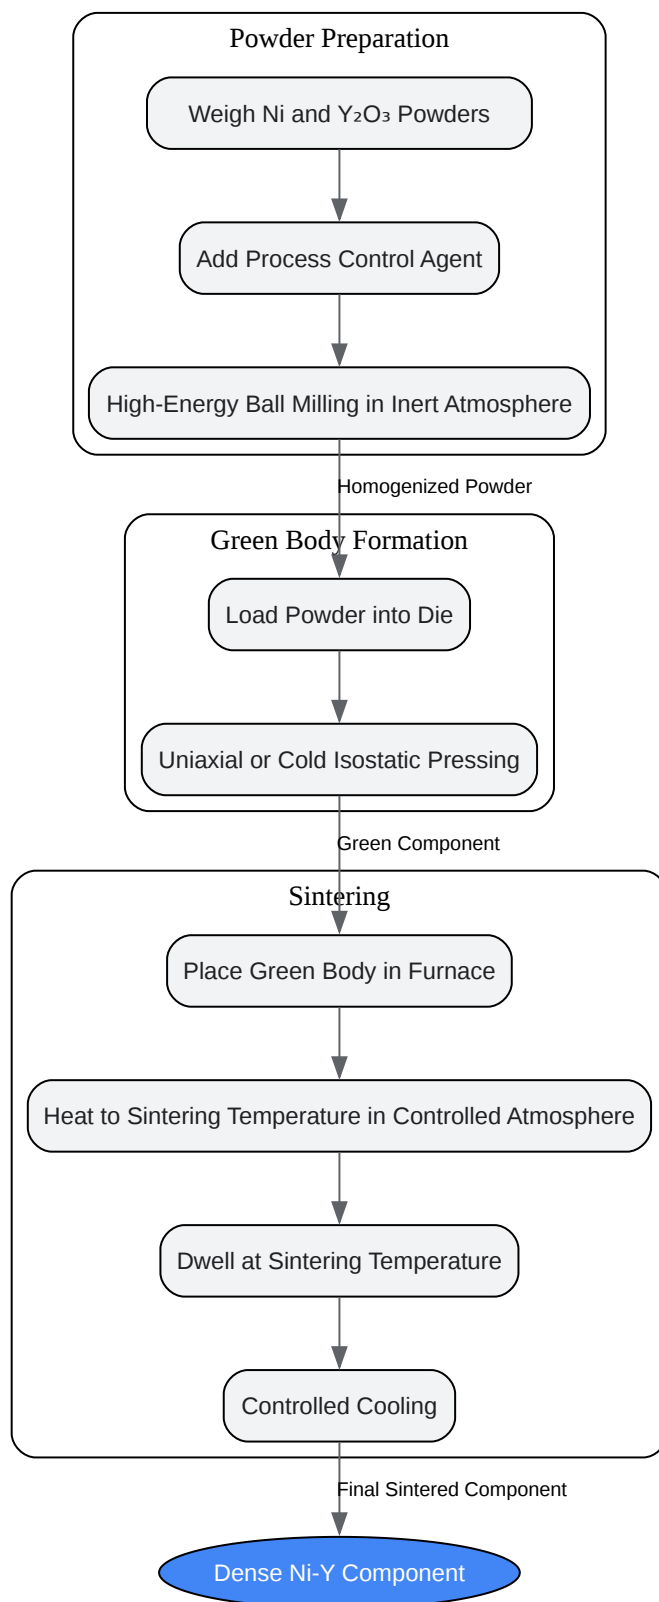 Powder Preparation
Weigh Ni and Y₂O₃ Powders
Add Process Control Agent
High-Energy Ball Milling in Inert Atmosphere
Homogenized Powder
Green Body Formation
Load Powder into Die
Uniaxial or Cold Isostatic Pressing
Green Component
Sintering
Place Green Body in Furnace
Heat to Sintering Temperature in Controlled Atmosphere
Dwell at Sintering Temperature
Controlled Cooling
Final Sintered Component
Dense Ni-Y Component